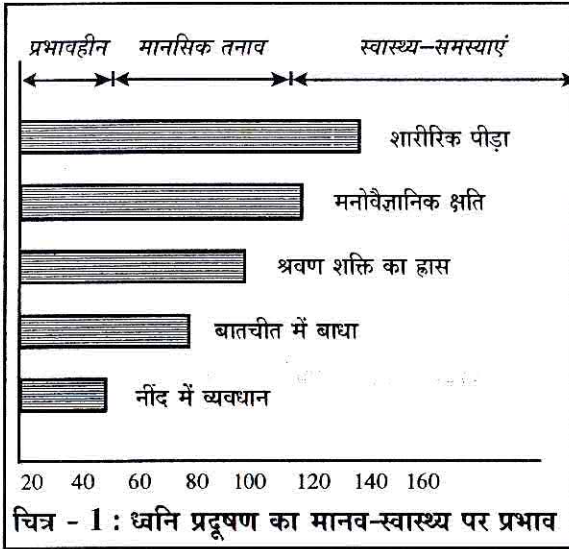 प्रभावहीन मानसिक तनाव स्वास्थ्य–समस्याएं
शारीरिक पीड़ा
मनोवैज्ञानिक क्षति
श्रवण शक्ति का ह्रास
बातचीत में बाधा
नींद में व्यवधान
20 40 60 80 100 120 140 160
चित्र - 1 : ध्वनि प्रदूषण का मानव-स्वास्थ्य पर प्रभाव